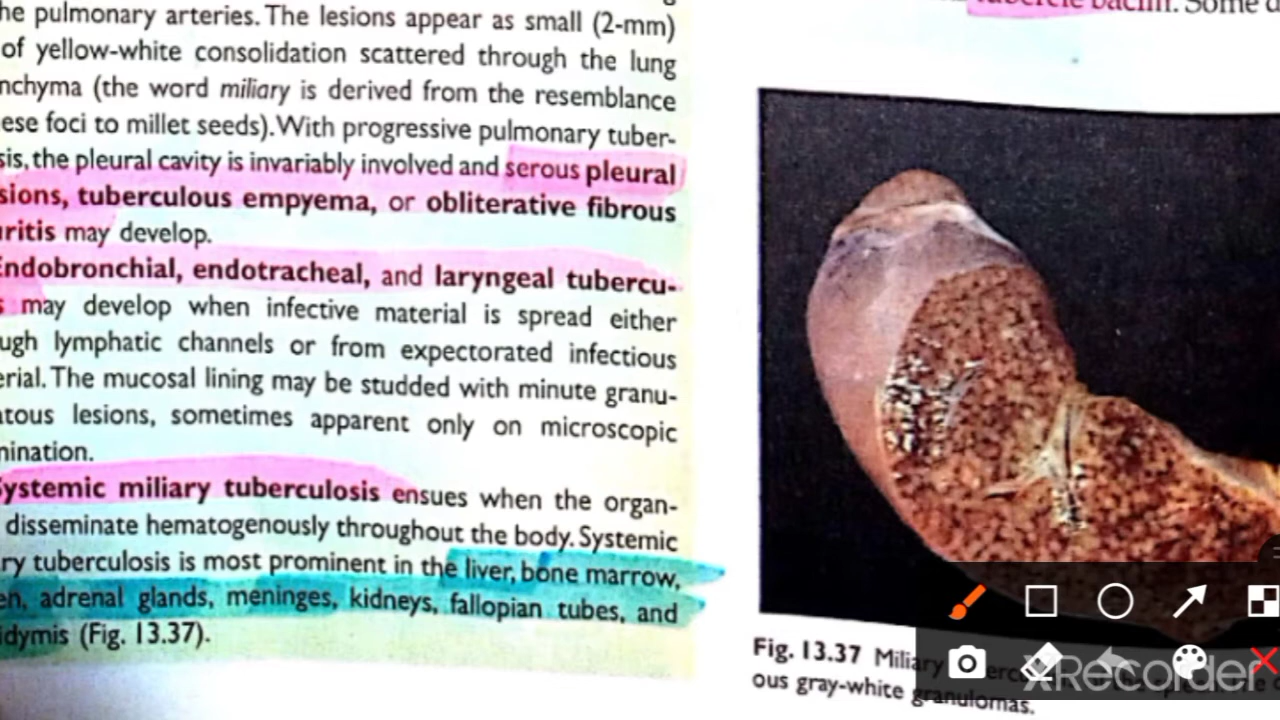 he pulmonary arteries. The lesions appear as small (2-mm)
of yellow-white consolidation scattered through the lung
nchyma (the word miliary is derived from the resemblance
ese foci to millet seeds). With progressive pulmonary tuber-
sis, the pleural cavity is invariably involved and serous pleural
sions, tuberculous empyema, or obliterative fibrous
uritis may develop.
Endobronchial, endotracheal, and laryngeal tubercu-
s may develop when infective material is spread either
ugh lymphatic channels or from expectorated infectious
erial. The mucosal lining may be studded with minute granu-
atous lesions, sometimes apparent only on microscopic
mination.
Systemic miliary tuberculosis ensues when the organ-
disseminate hematogenously throughout the body. Systemic
ry tuberculosis is most prominent in the liver, bone marrow,
en, adrenal glands, meninges, kidneys, fallopian tubes, and
idymis (Fig. 13.37).
tubercle bacilli. Some d
Fig. 13.37 Miliary
ous gray-white granulomas.
XRecorder